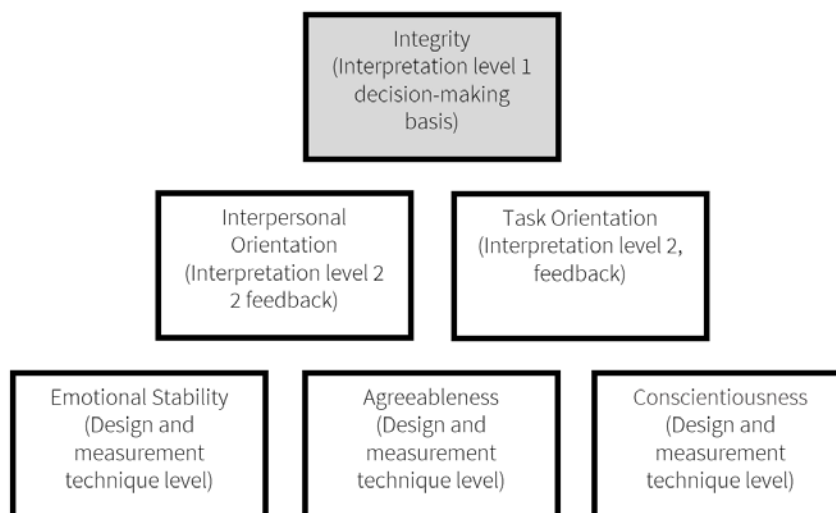 Integrity
(Interpretation level 1
decision-making
basis)
Interpersonal
Orientation
(Interpretation level 2
2 feedback)
Task Orientation
(Interpretation level 2,
feedback)
Emotional Stability
(Design and
measurement
technique level)
Agreeableness
(Design and
measurement
technique level)
Conscientiousness
(Design and
measurement
technique level)